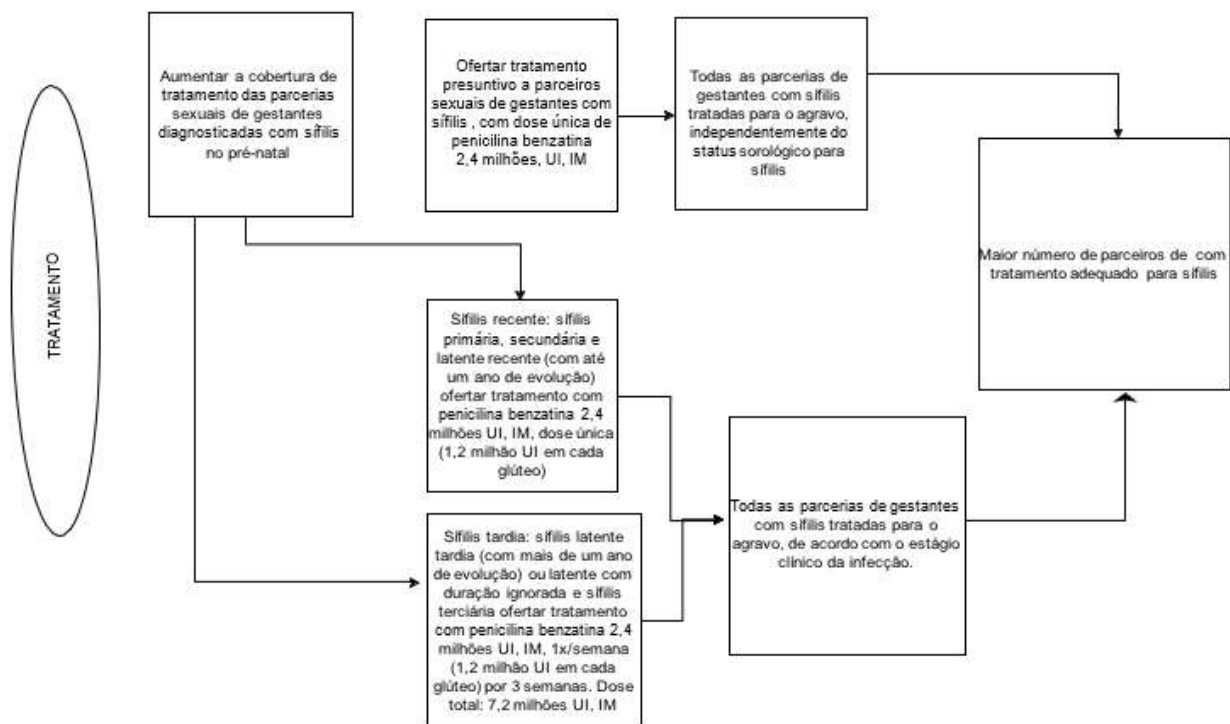 TRATAMENTO
Aumentar a cobertura de
tratamento das parcerias
sexuais de gestantes
diagnosticadas com sífilis
no pré-natal
Ofertar tratamento
presuntivo a parceiros
sexuais de gestantes com
sífilis , com dose única de
penicilina benzatina
2,4 milhões, UI, IM
Todas as parcerias de
gestantes com sífilis
tratadas para o agravo,
independentemente do
status sorológico para
sífilis
Maior número de parceiros de com
tratamento adequado para sífilis
Sífilis recente: sífilis
primária, secundária e
latente recente (com até
um ano de evolução)
ofertar tratamento com
penicilina benzatina 2,4
milhões UI, IM, dose única
(1,2 milhão UI em cada
glúteo)
Sífilis tardia: sífilis latente
tardia (com mais de um ano
de evolução) ou latente com
duração ignorada e sífilis
terciária ofertar tratamento
com penicilina benzatina 2,4
milhões UI, IM, 1x/semana
(1,2 milhão UI em cada
glúteo) por 3 semanas. Dose
total: 7,2 milhões UI, IM
Todas as parcerias de gestantes
com sífilis tratadas para o
agravo, de acordo com o estágio
clínico da infecção.